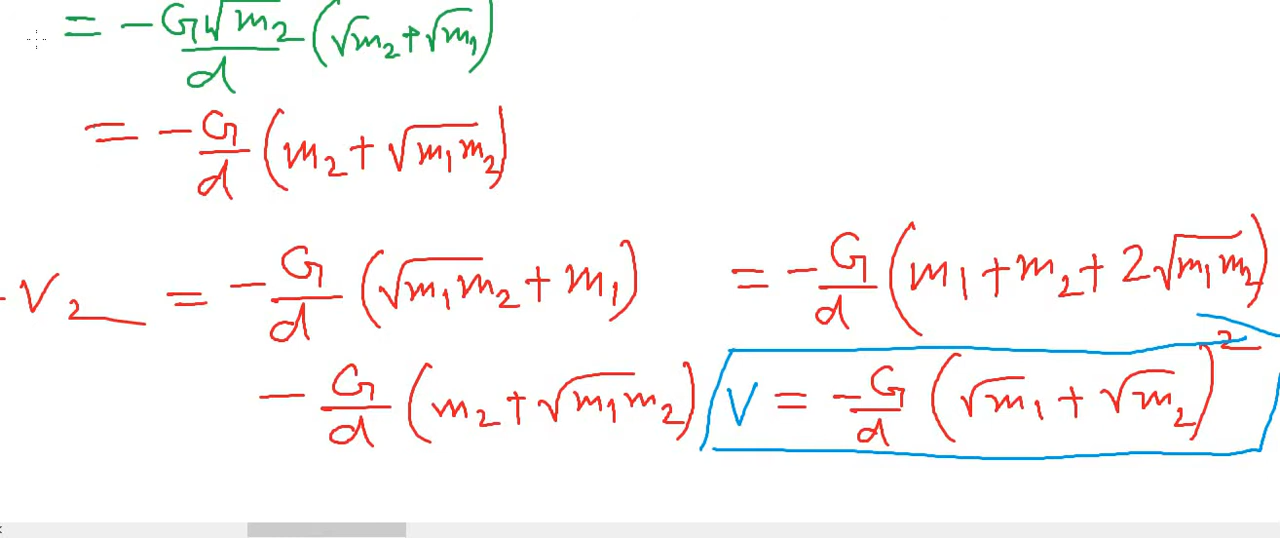 = - G√m₂/d (√m₂ + √m₁)
= - G/d (m₂ + √m₁m₂)
- V₂ = - G/d (√m₁m₂ + m₁)
- G/d (m₂ + √m₁m₂)
= - G/d (m₁ + m₂ + 2√m₁m₂)
V = - G/d (√m₁ + √m₂)²